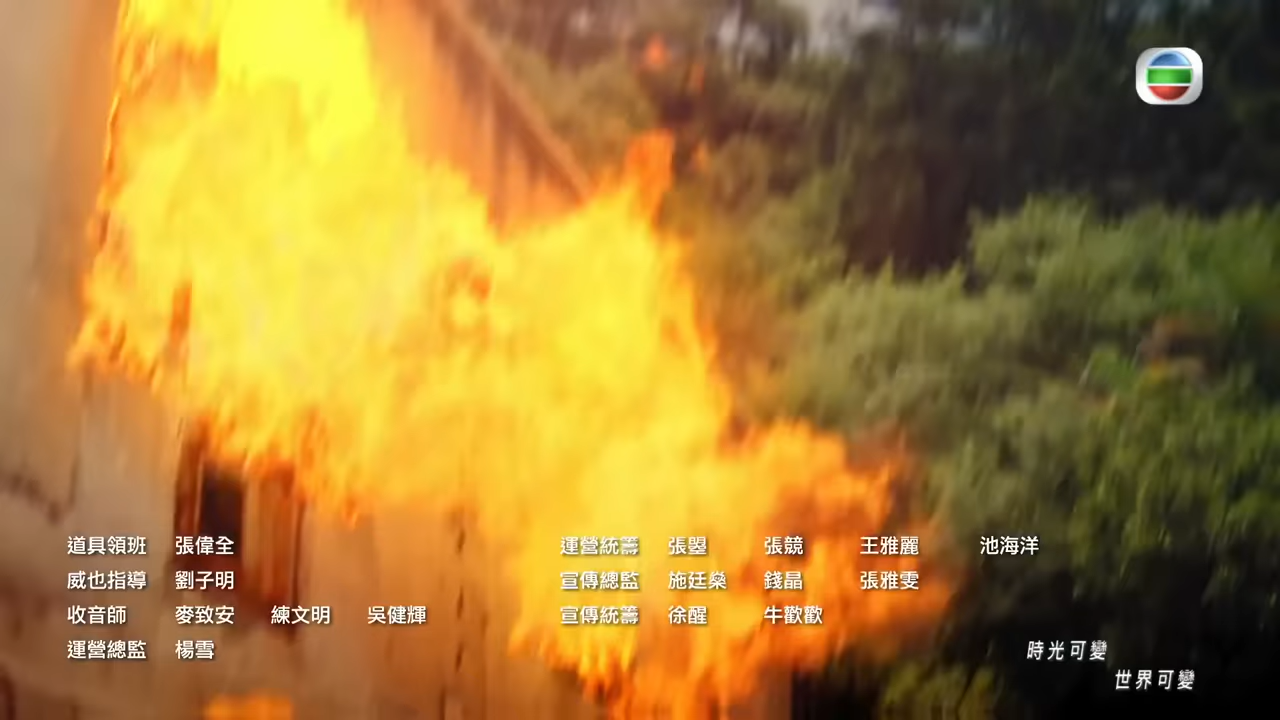 道具領班 張偉全
威也指導 劉子明
收音師 麥致安 練文明 吳健輝
運營總監 楊雪
運營統籌 張曌 張競 王雅麗 池海洋
宣傳總監 施廷燊 錢晶 張雅雯
宣傳統籌 徐醒 牛歡歡
時光可變
世界可變